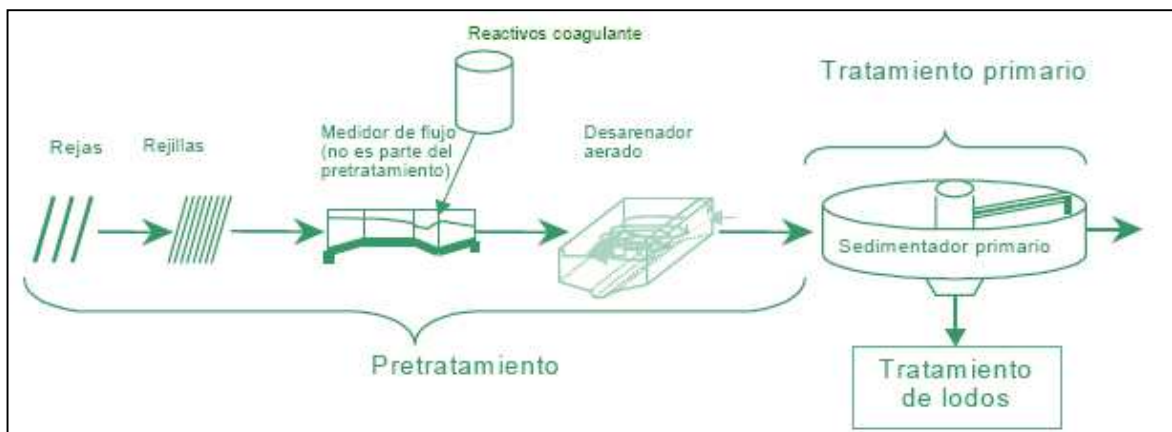 Reactivos coagulante
Tratamiento primario
Rejas
Rejillas
Medidor de flujo
(no es parte del
pretratamiento)
Desarenador
aerado
Sedimentador primario
Pretratamiento
Tratamiento
de lodos